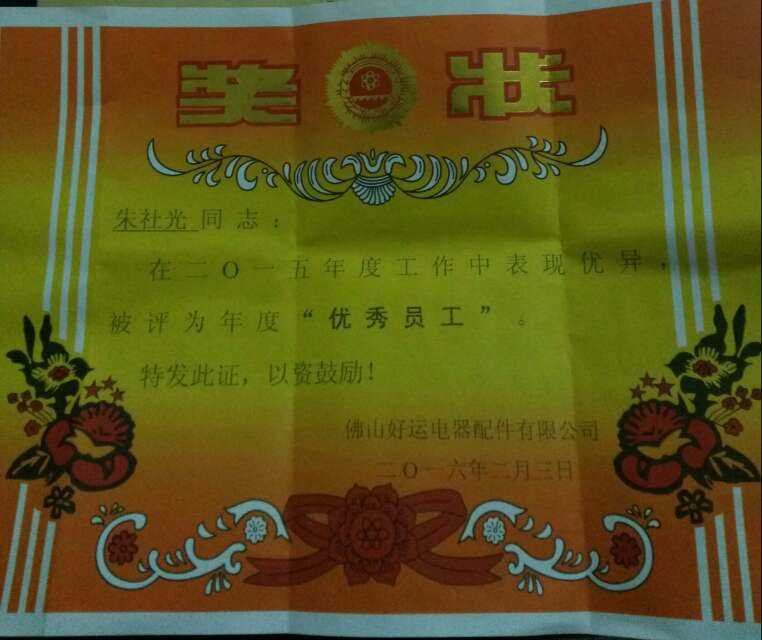 奖状
朱社光同志：
在二O一五年度工作中表现优异，
被评为年度“优秀员工”。
特发此证，以资鼓励！
佛山好运电器配件有限公司
二O一六年二月三日